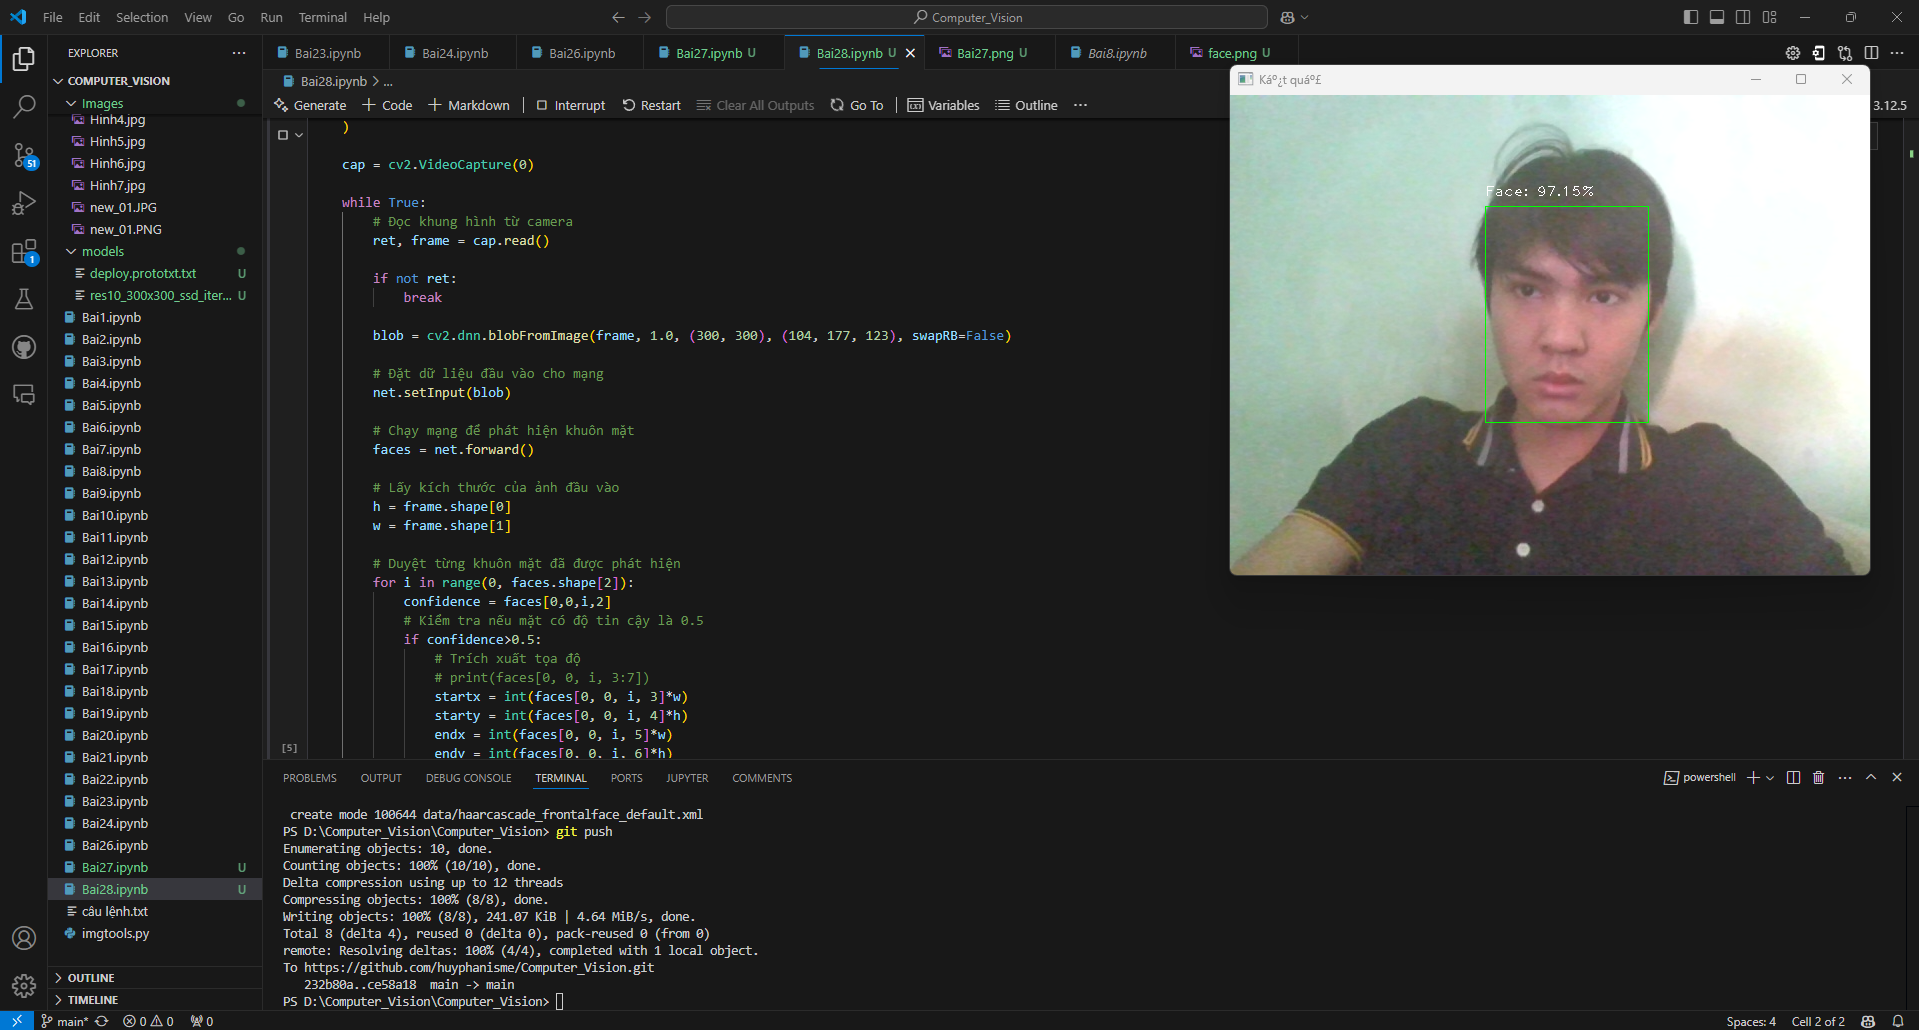 File Edit Selection View Go Run Terminal Help
Computer_Vision
EXPLORER
Bai23.ipynb
Bai24.ipynb
Bai26.ipynb
Bai27.ipynb U
Bai28.ipynb U
Bai27.png U
Bai8.ipynb
face.png U
COMPUTER_VISION
Images
Hinh4.jpg
Hinh5.jpg
Hinh6.jpg
Hinh7.jpg
new_01.JPG
new_01.PNG
models
deploy.prototxt.txt U
res10_300x300_ssd_iter... U
Bai1.ipynb
Bai2.ipynb
Bai3.ipynb
Bai4.ipynb
Bai5.ipynb
Bai6.ipynb
Bai7.ipynb
Bai8.ipynb
Bai9.ipynb
Bai10.ipynb
Bai11.ipynb
Bai12.ipynb
Bai13.ipynb
Bai14.ipynb
Bai15.ipynb
Bai16.ipynb
Bai17.ipynb
Bai18.ipynb
Bai19.ipynb
Bai20.ipynb
Bai21.ipynb
Bai22.ipynb
Bai23.ipynb
Bai24.ipynb
Bai26.ipynb
Bai27.ipynb U
Bai28.ipynb U
câu lệnh.txt
imgtools.py
OUTLINE
TIMELINE
51
1
Bai28.ipynb > ...
Generate + Code + Markdown | Interrupt Restart Clear All Outputs Go To | Variables Outline ...
3.12.5
)
cap = cv2.VideoCapture(0)
while True:
# Đọc khung hình từ camera
ret, frame = cap.read()
if not ret:
break
blob = cv2.dnn.blobFromImage(frame, 1.0, (300, 300), (104, 177, 123), swapRB=False)
# Đặt dữ liệu đầu vào cho mạng
net.setInput(blob)
# Chạy mạng để phát hiện khuôn mặt
faces = net.forward()
# Lấy kích thước của ảnh đầu vào
h = frame.shape[0]
w = frame.shape[1]
# Duyệt từng khuôn mặt đã được phát hiện
for i in range(0, faces.shape[2]):
confidence = faces[0,0,i,2]
# Kiểm tra nếu mặt có độ tin cậy là 0.5
if confidence>0.5:
# Trích xuất tọa độ
# print(faces[0, 0, i, 3:7])
startx = int(faces[0, 0, i, 3]*w)
starty = int(faces[0, 0, i, 4]*h)
endx = int(faces[0, 0, i, 5]*w)
endy = int(faces[0, 0, i, 6]*h)
[5]
Káº¿t quáº£
Face: 97.15%
PROBLEMS OUTPUT DEBUG CONSOLE TERMINAL PORTS JUPYTER COMMENTS
powershell
create mode 100644 data/haarcascade_frontalface_default.xml
PS D:\Computer_Vision\Computer_Vision> git push
Enumerating objects: 10, done.
Counting objects: 100% (10/10), done.
Delta compression using up to 12 threads
Compressing objects: 100% (8/8), done.
Writing objects: 100% (8/8), 241.07 KiB | 4.64 MiB/s, done.
Total 8 (delta 4), reused 0 (delta 0), pack-reused 0 (from 0)
remote: Resolving deltas: 100% (4/4), completed with 1 local object.
To https://github.com/huyphanisme/Computer_Vision.git
232b80a..ce58a18 main -> main
PS D:\Computer_Vision\Computer_Vision>
main* 0 0 0
Spaces: 4 Cell 2 of 2